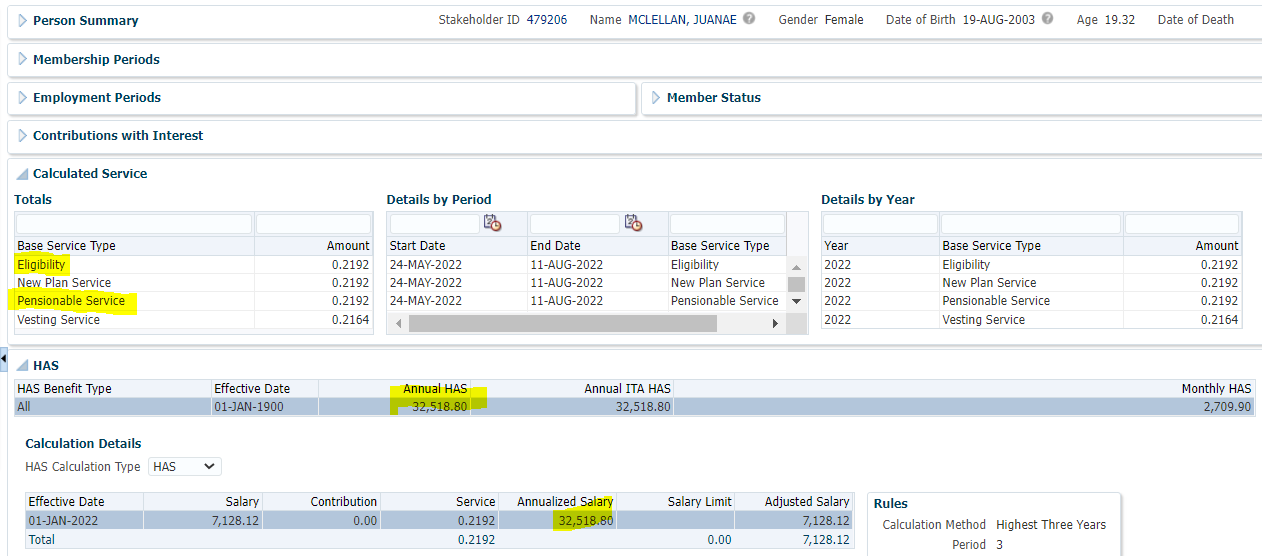 Person Summary Stakeholder ID 479206 Name MCLELLAN, JUANAE Gender Female Date of Birth 19-AUG-2003 Age 19.32 Date of Death
Membership Periods
Employment Periods Member Status
Contributions with Interest
Calculated Service
Totals Details by Period Details by Year
Base Service Type Amount Start Date End Date Base Service Type Year Base Service Type Amount
Eligibility 0.2192 24-MAY-2022 11-AUG-2022 Eligibility 2022 Eligibility 0.2192
New Plan Service 0.2192 24-MAY-2022 11-AUG-2022 New Plan Service 2022 New Plan Service 0.2192
Pensionable Service 0.2192 24-MAY-2022 11-AUG-2022 Pensionable Service 2022 Pensionable Service 0.2192
Vesting Service 0.2164 2022 Vesting Service 0.2164
HAS
HAS Benefit Type Effective Date Annual HAS Annual ITA HAS Monthly HAS
All 01-JAN-1900 32,518.80 32,518.80 2,709.90
Calculation Details
HAS Calculation Type HAS
Effective Date Salary Contribution Service Annualized Salary Salary Limit Adjusted Salary Rules
01-JAN-2022 7,128.12 0.00 0.2192 32,518.80 7,128.12 Calculation Method Highest Three Years
Total 0.2192 0.00 7,128.12 Period 3